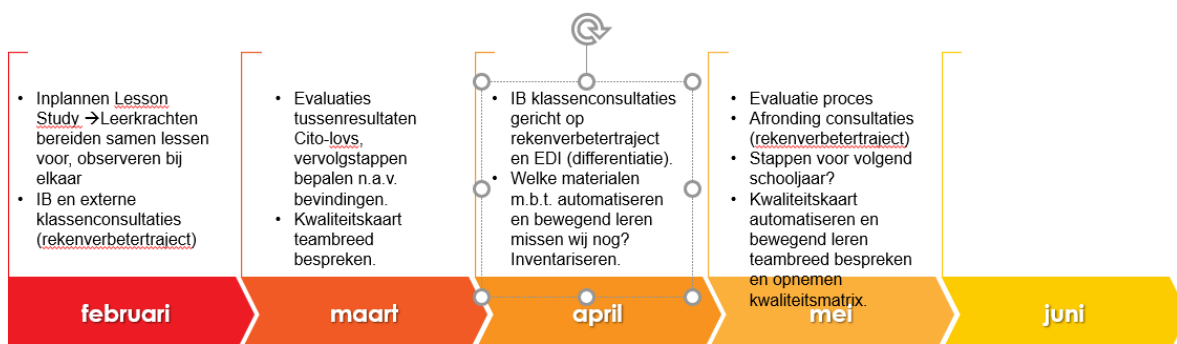 • Inplannen Lesson
Study →Leerkrachten
bereiden samen lessen
voor, observeren bij
elkaar
• IB en externe
klassenconsultaties
(rekenverbetertraject)
februari
• Evaluaties
tussenresultaten
Cito-lovs,
vervolgstappen
bepalen n.a.v.
bevindingen.
• Kwaliteitskaart
teambreed
bespreken.
maart
• IB klassenconsultaties
gericht op
rekenverbetertraject
en EDI (differentiatie).
• Welke materialen
m.b.t. automatiseren
en bewegend leren
missen wij nog?
Inventariseren.
april
• Evaluatie proces
• Afronding consultaties
(rekenverbetertraject)
• Stappen voor volgend
schooljaar?
• Kwaliteitskaart
automatiseren en
bewegend leren
teambreed bespreken
en opnemen
kwaliteitsmatrix.
mei
juni